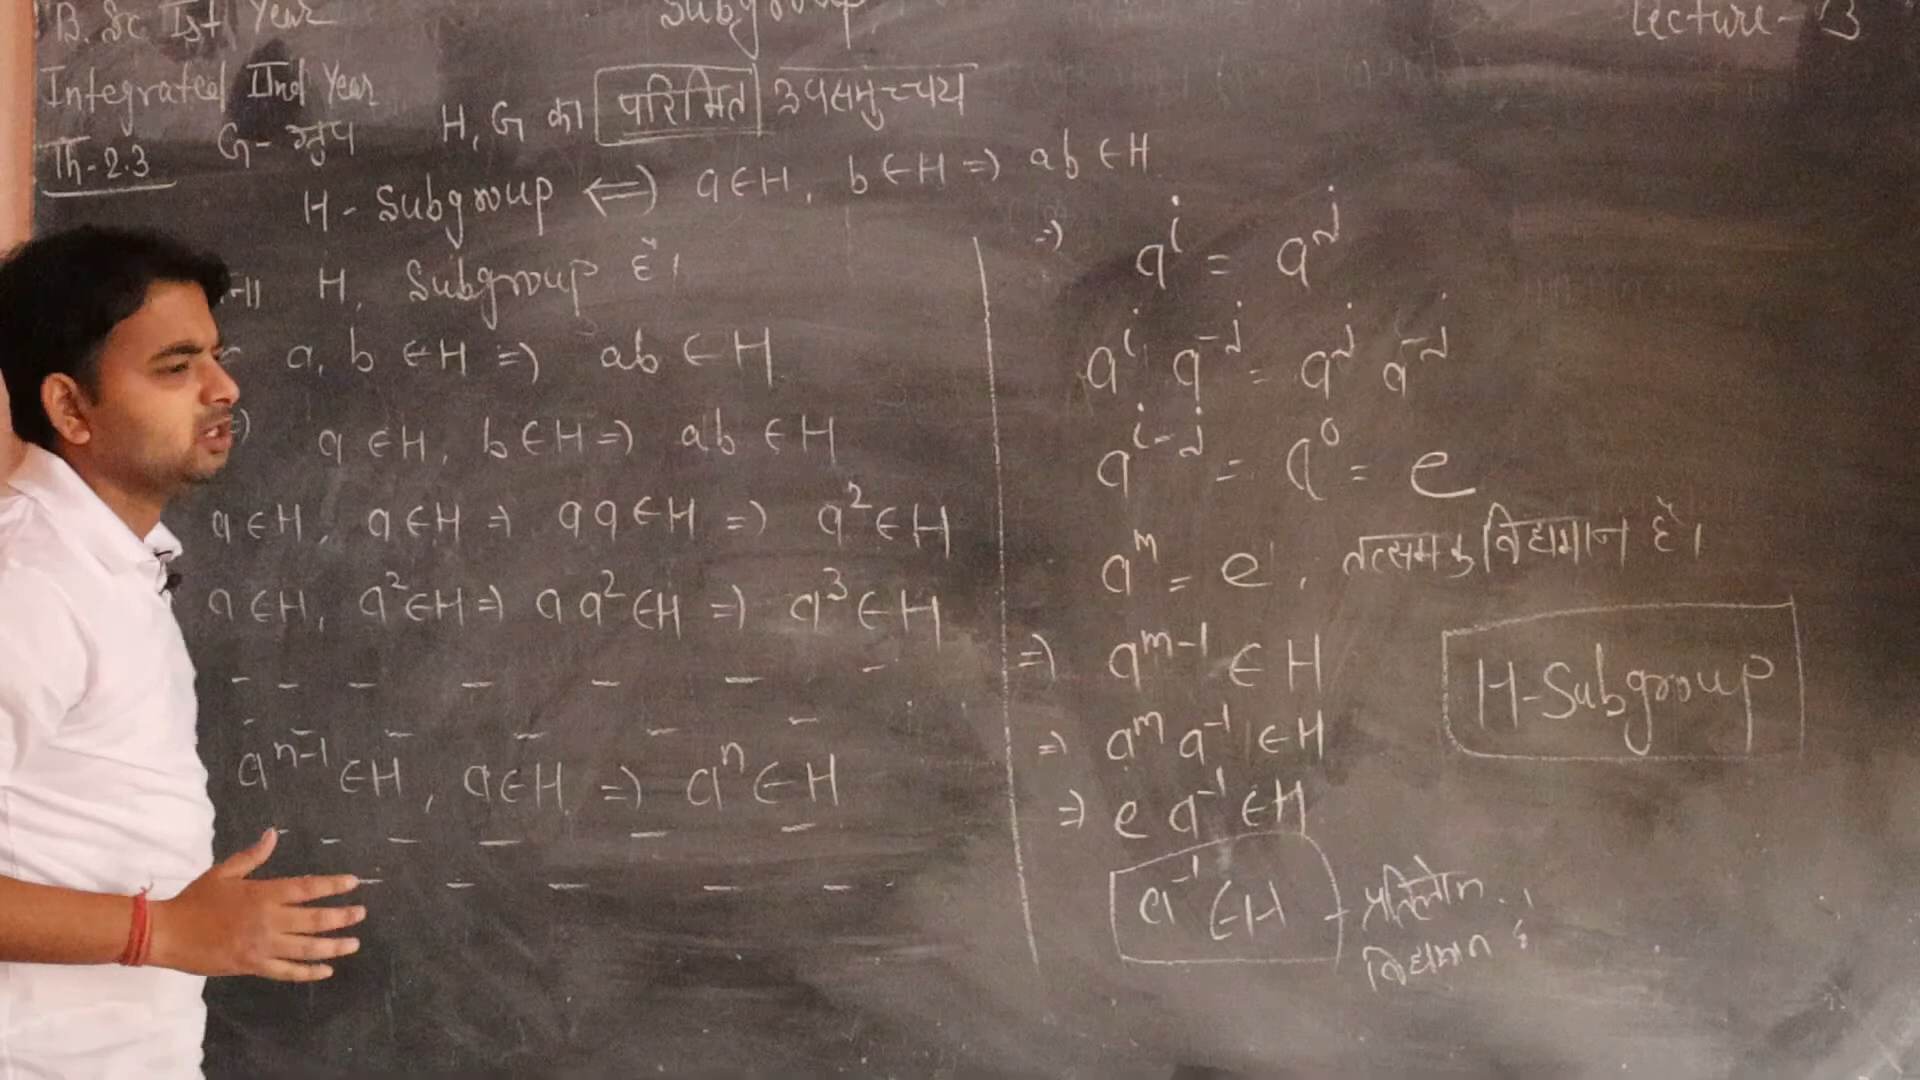 B. Sc Ist Year
Subgroup
Lecture-13
Integrated IInd Year
Th-2.3
G- ग्रुप H, G का परिमित उपसमुच्चय
H - Subgroup ⇐⇒ a∈H, b∈H ⇒ ab∈H
H, Subgroup है।
a, b ∈ H ⇒ ab ∈ H
a ∈ H, b ∈ H ⇒ ab ∈ H
a ∈ H, a ∈ H ⇒ aa ∈ H ⇒ a² ∈ H
a ∈ H, a² ∈ H ⇒ a a² ∈ H ⇒ a³ ∈ H
- - - - - - -
- - - - -
aⁿ⁻¹ ∈ H, a ∈ H ⇒ aⁿ ∈ H
- - - - - -
- - - - -
⇒ aⁱ = aʲ
aⁱ a⁻ʲ = aʲ a⁻ʲ
aⁱ⁻ʲ = a⁰ = e
aᵐ = e, तत्समक विद्यमान है।
⇒ aᵐ⁻¹ ∈ H
⇒ aᵐ a⁻¹ ∈ H
⇒ e a⁻¹ ∈ H
a⁻¹ ∈ H - प्रतिलोम
विद्यमान है
H-Subgroup